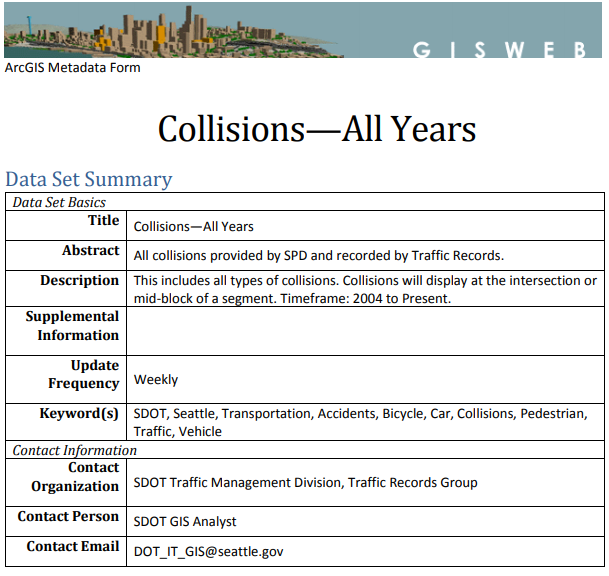 GISWEB
ArcGIS Metadata Form
Collisions—All Years
Data Set Summary
Data Set Basics
Title
Collisions—All Years
Abstract
All collisions provided by SPD and recorded by Traffic Records.
Description
This includes all types of collisions. Collisions will display at the intersection or
mid-block of a segment. Timeframe: 2004 to Present.
Supplemental
Information
Update
Frequency
Weekly
Keyword(s)
SDOT, Seattle, Transportation, Accidents, Bicycle, Car, Collisions, Pedestrian,
Traffic, Vehicle
Contact Information
Contact
Organization
SDOT Traffic Management Division, Traffic Records Group
Contact Person
SDOT GIS Analyst
Contact Email
DOT_IT_GIS@seattle.gov